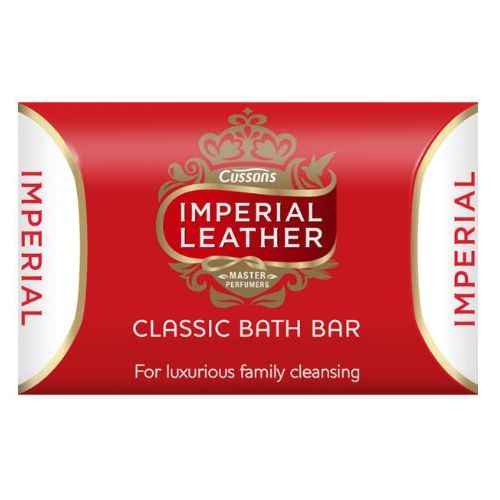 Cussons
IMPERIAL
LEATHER
MASTER
PERFUMERS
CLASSIC BATH BAR
For luxurious family cleansing
IMPERIAL
IMPERIAL